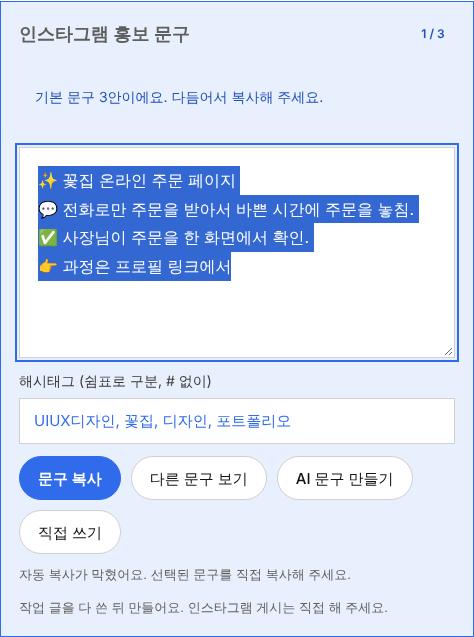 인스타그램 홍보 문구
1 / 3
기본 문구 3안이에요. 다듬어서 복사해 주세요.
✨ 꽃집 온라인 주문 페이지
💬 전화로만 주문을 받아서 바쁜 시간에 주문을 놓침.
✅ 사장님이 주문을 한 화면에서 확인.
👉 과정은 프로필 링크에서
해시태그 (쉼표로 구분, # 없이)
UIUX디자인, 꽃집, 디자인, 포트폴리오
문구 복사
다른 문구 보기
AI 문구 만들기
직접 쓰기
자동 복사가 막혔어요. 선택된 문구를 직접 복사해 주세요.
작업 글을 다 쓴 뒤 만들어요. 인스타그램 게시는 직접 해 주세요.